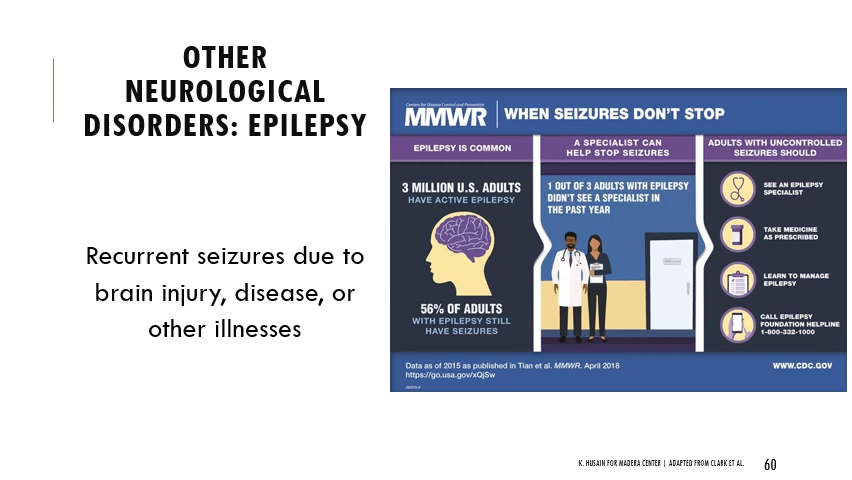 OTHER
NEUROLOGICAL
DISORDERS: EPILEPSY
Recurrent seizures due to
brain injury, disease, or
other illnesses
Centers for Disease Control and Prevention
MMWR
WHEN SEIZURES DON'T STOP
EPILEPSY IS COMMON
3 MILLION U.S. ADULTS
HAVE ACTIVE EPILEPSY
56% OF ADULTS
WITH EPILEPSY STILL
HAVE SEIZURES
A SPECIALIST CAN
HELP STOP SEIZURES
1 OUT OF 3 ADULTS WITH EPILEPSY
DIDN'T SEE A SPECIALIST IN
THE PAST YEAR
ADULTS WITH UNCONTROLLED
SEIZURES SHOULD
SEE AN EPILEPSY
SPECIALIST
TAKE MEDICINE
AS PRESCRIBED
LEARN TO MANAGE
EPILEPSY
CALL EPILEPSY
FOUNDATION HELPLINE
1-800-332-1000
Data as of 2015 as published in Tian et al. MMWR. April 2018
https://go.usa.gov/xQjSw
WWW.CDC.GOV
K. HUSAIN FOR MADERA CENTER | ADAPTED FROM CLARK ET AL.
60